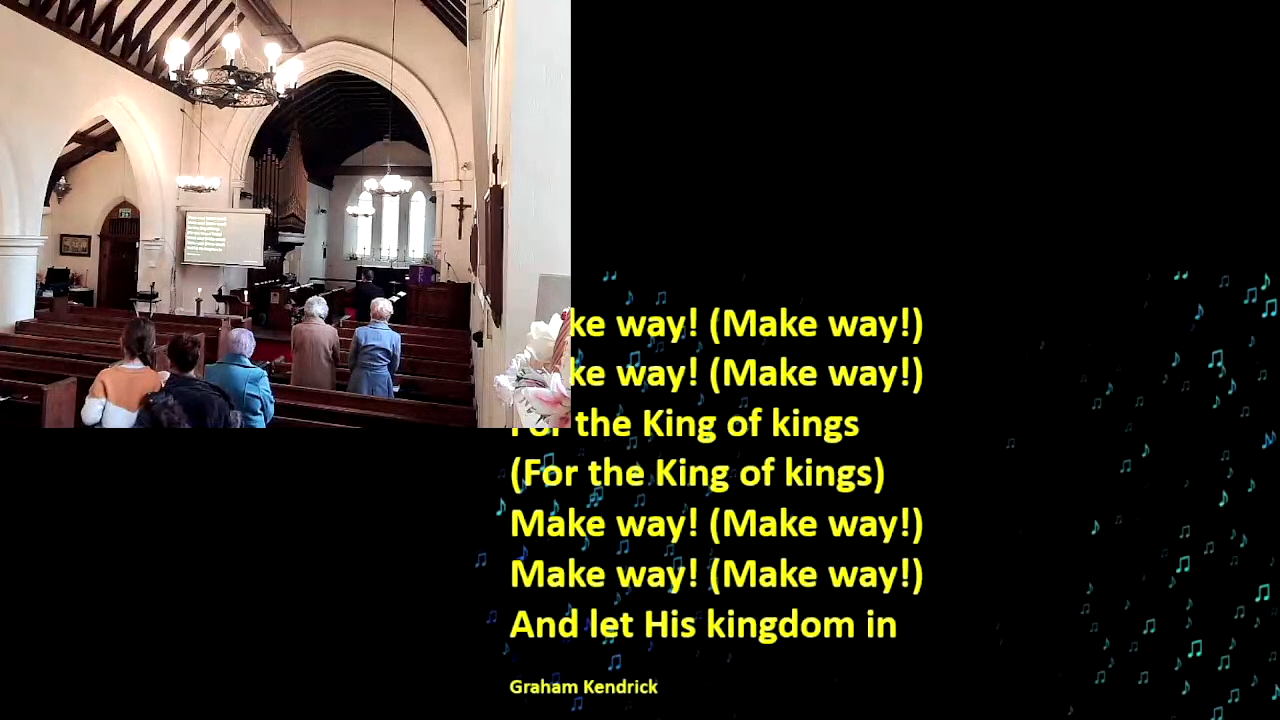 ke way! (Make way!)
ke way! (Make way!)
For the King of kings
(For the King of kings)
Make way! (Make way!)
Make way! (Make way!)
And let His kingdom in
Graham Kendrick